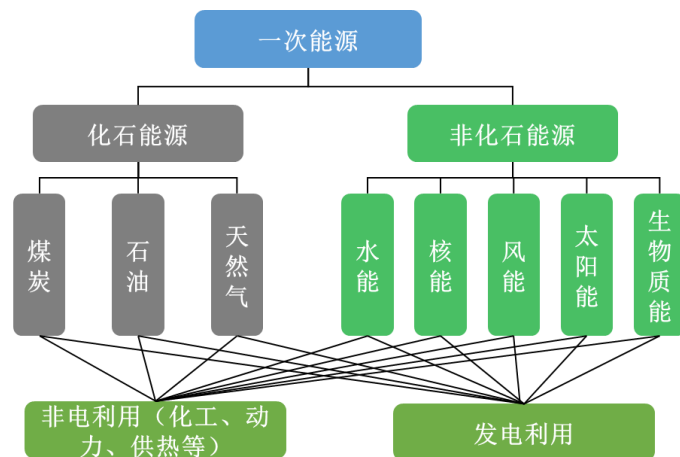 一次能源
化石能源
非化石能源
煤炭
石油
天然气
水能
核能
风能
太阳能
生物质能
非电利用（化工、动
力、供热等）
发电利用